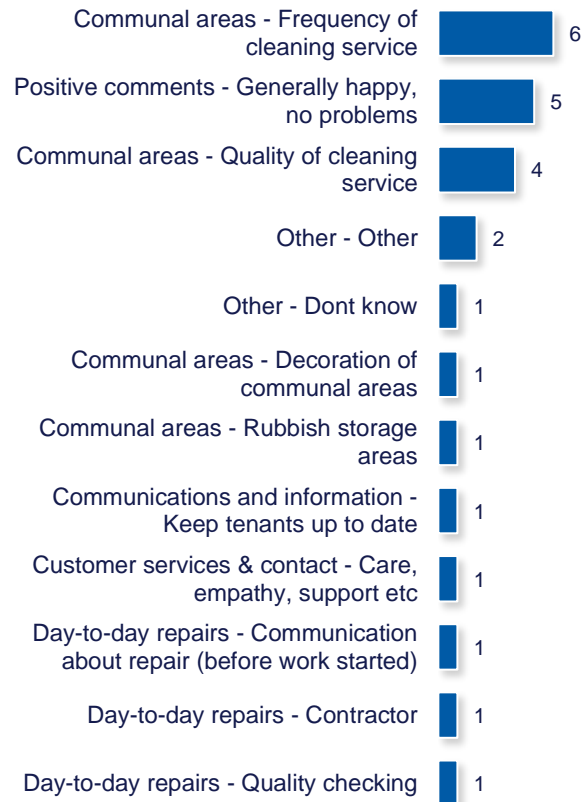 Communal areas - Frequency of
cleaning service
6
Positive comments - Generally happy,
no problems
5
Communal areas - Quality of cleaning
service
4
Other - Other
2
Other - Dont know
1
Communal areas - Decoration of
communal areas
1
Communal areas - Rubbish storage
areas
1
Communications and information -
Keep tenants up to date
1
Customer services & contact - Care,
empathy, support etc
1
Day-to-day repairs - Communication
about repair (before work started)
1
Day-to-day repairs - Contractor
1
Day-to-day repairs - Quality checking
1